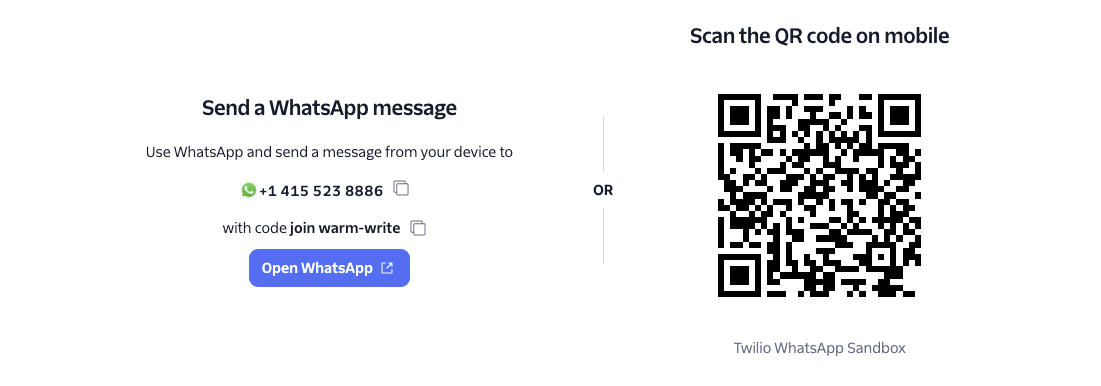 Send a WhatsApp message
Use WhatsApp and send a message from your device to
+1 415 523 8886
with code join warm-write
Open WhatsApp
OR
Scan the QR code on mobile
Twilio WhatsApp Sandbox